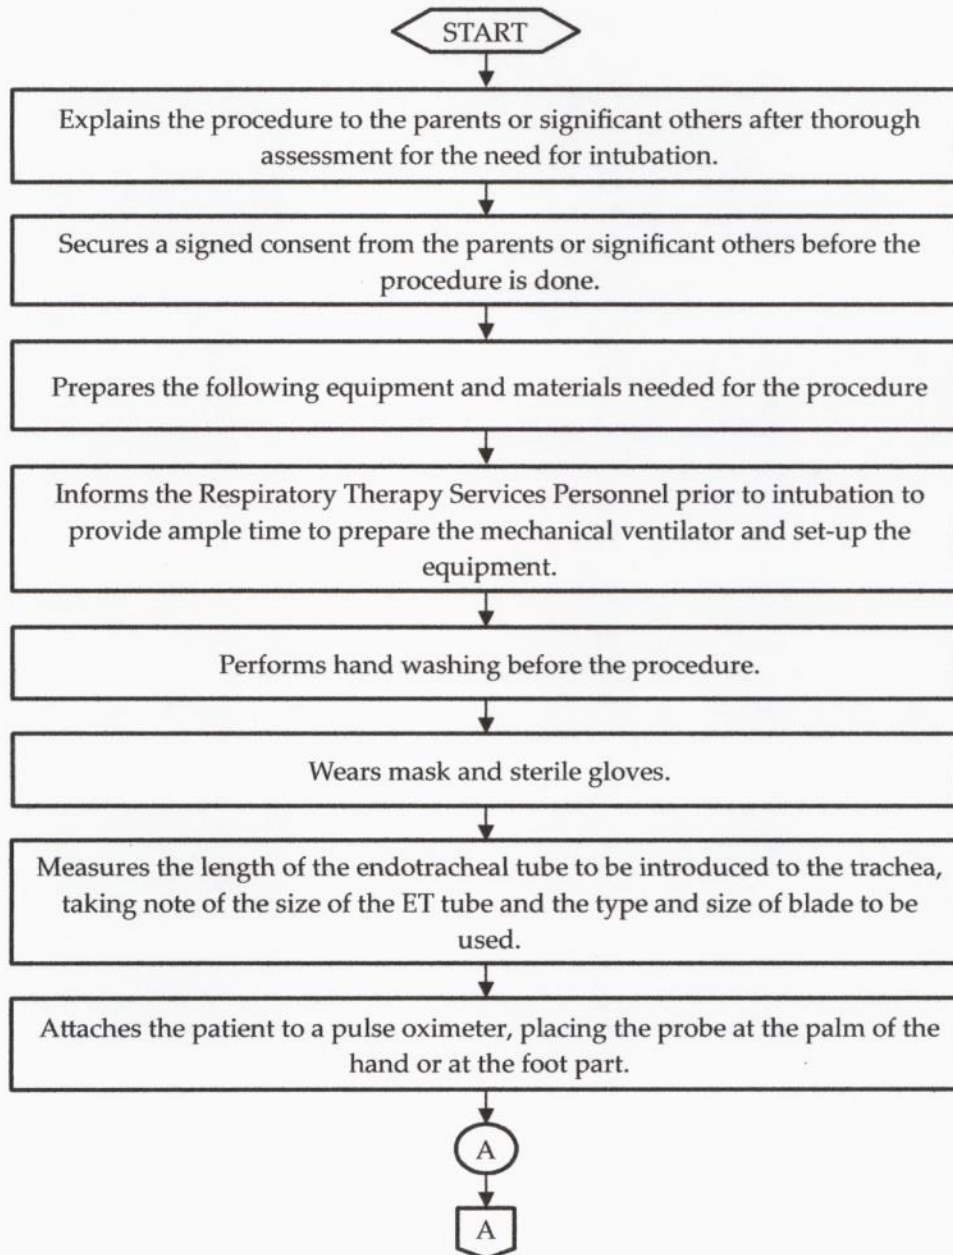 START
Explains the procedure to the parents or significant others after thorough
assessment for the need for intubation.
Secures a signed consent from the parents or significant others before the
procedure is done.
Prepares the following equipment and materials needed for the procedure
Informs the Respiratory Therapy Services Personnel prior to intubation to
provide ample time to prepare the mechanical ventilator and set-up the
equipment.
Performs hand washing before the procedure.
Wears mask and sterile gloves.
Measures the length of the endotracheal tube to be introduced to the trachea,
taking note of the size of the ET tube and the type and size of blade to be
used.
Attaches the patient to a pulse oximeter, placing the probe at the palm of the
hand or at the foot part.
A
A